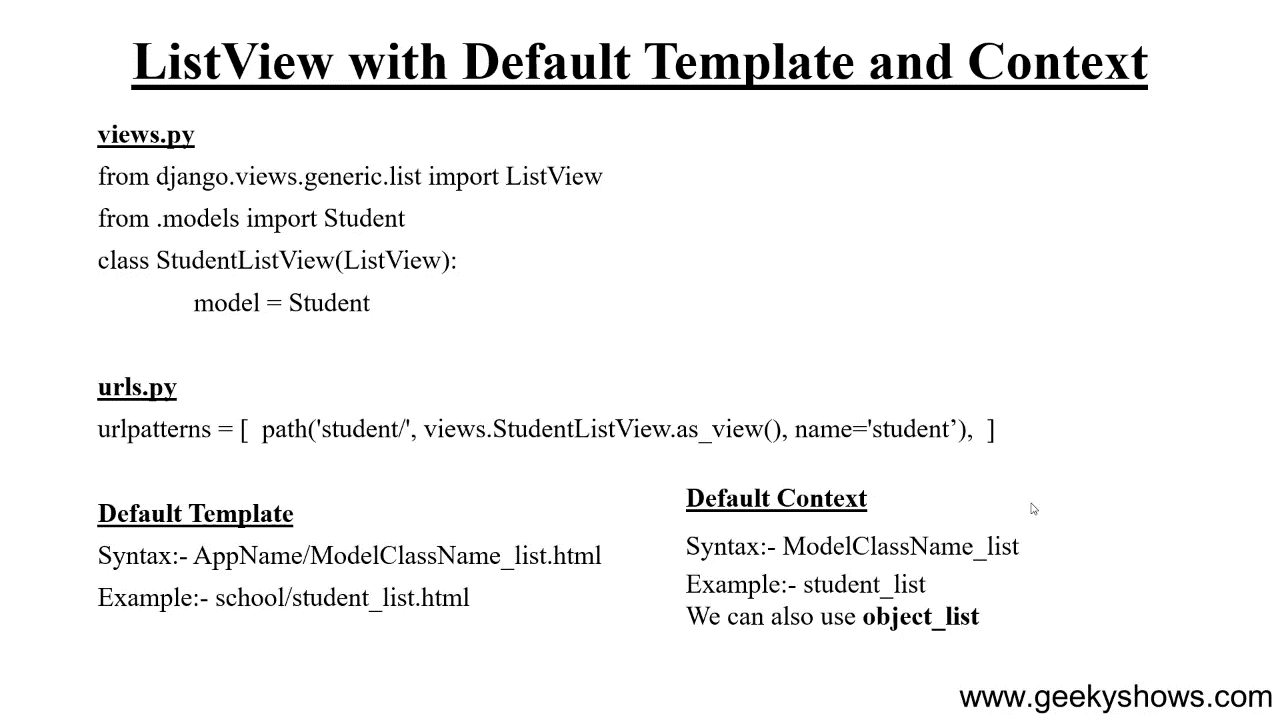 ListView with Default Template and Context
views.py
from django.views.generic.list import ListView
from .models import Student
class StudentListView(ListView):
model = Student
urls.py
urlpatterns = [  path('student/', views.StudentListView.as_view(), name='student’),  ]
Default Template
Syntax:- AppName/ModelClassName_list.html
Example:- school/student_list.html
Default Context
Syntax:- ModelClassName_list
Example:- student_list
We can also use object_list
www.geekyshows.com